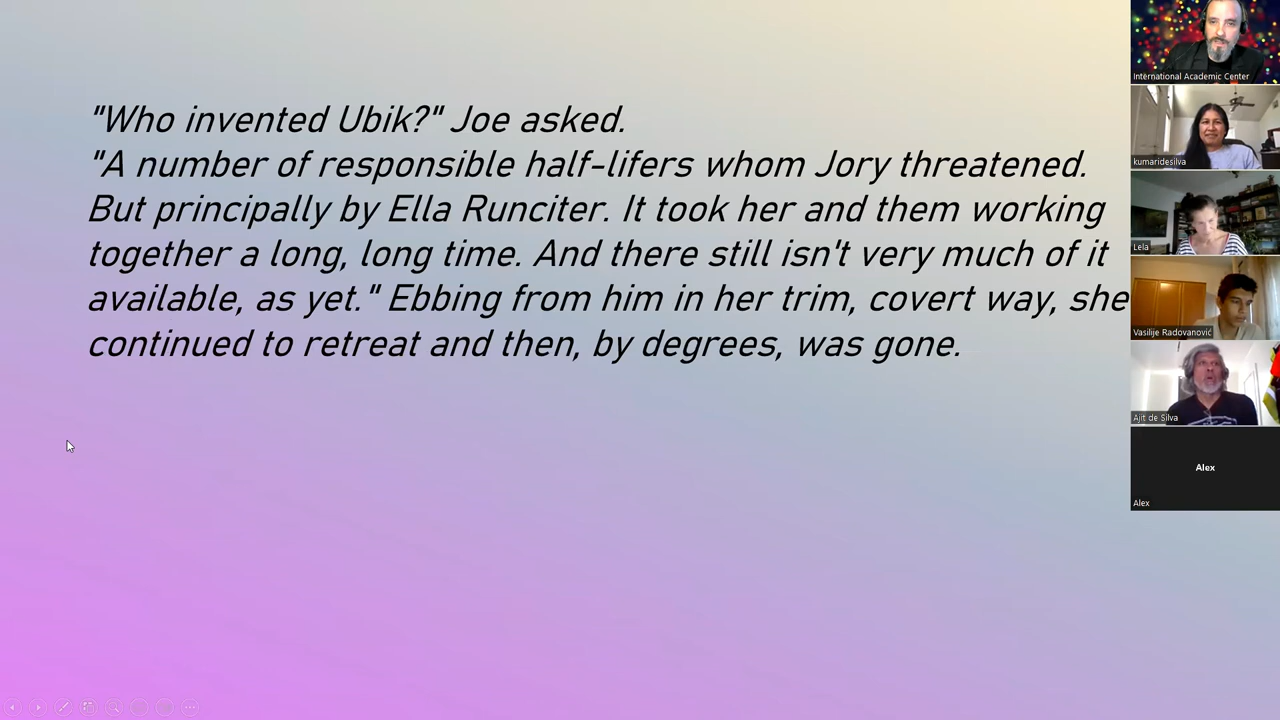 "Who invented Ubik?" Joe asked.
"A number of responsible half-lifers whom Jory threatened.
But principally by Ella Runciter. It took her and them working
together a long, long time. And there still isn't very much of it
available, as yet." Ebbing from him in her trim, covert way, she
continued to retreat and then, by degrees, was gone.
International Academic Center
kumaridesilva
Lela
Vasilije Radovanović
Ajit de Silva
Alex
Alex